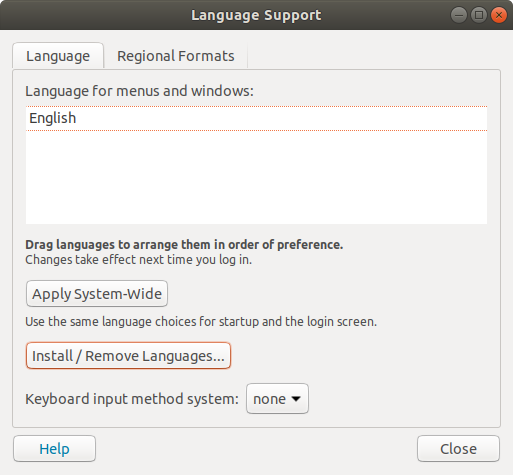 Language Support
Language
Regional Formats
Language for menus and windows:
English
Drag languages to arrange them in order of preference.
Changes take effect next time you log in.
Apply System-Wide
Use the same language choices for startup and the login screen.
Install / Remove Languages...
Keyboard input method system: none
Help
Close